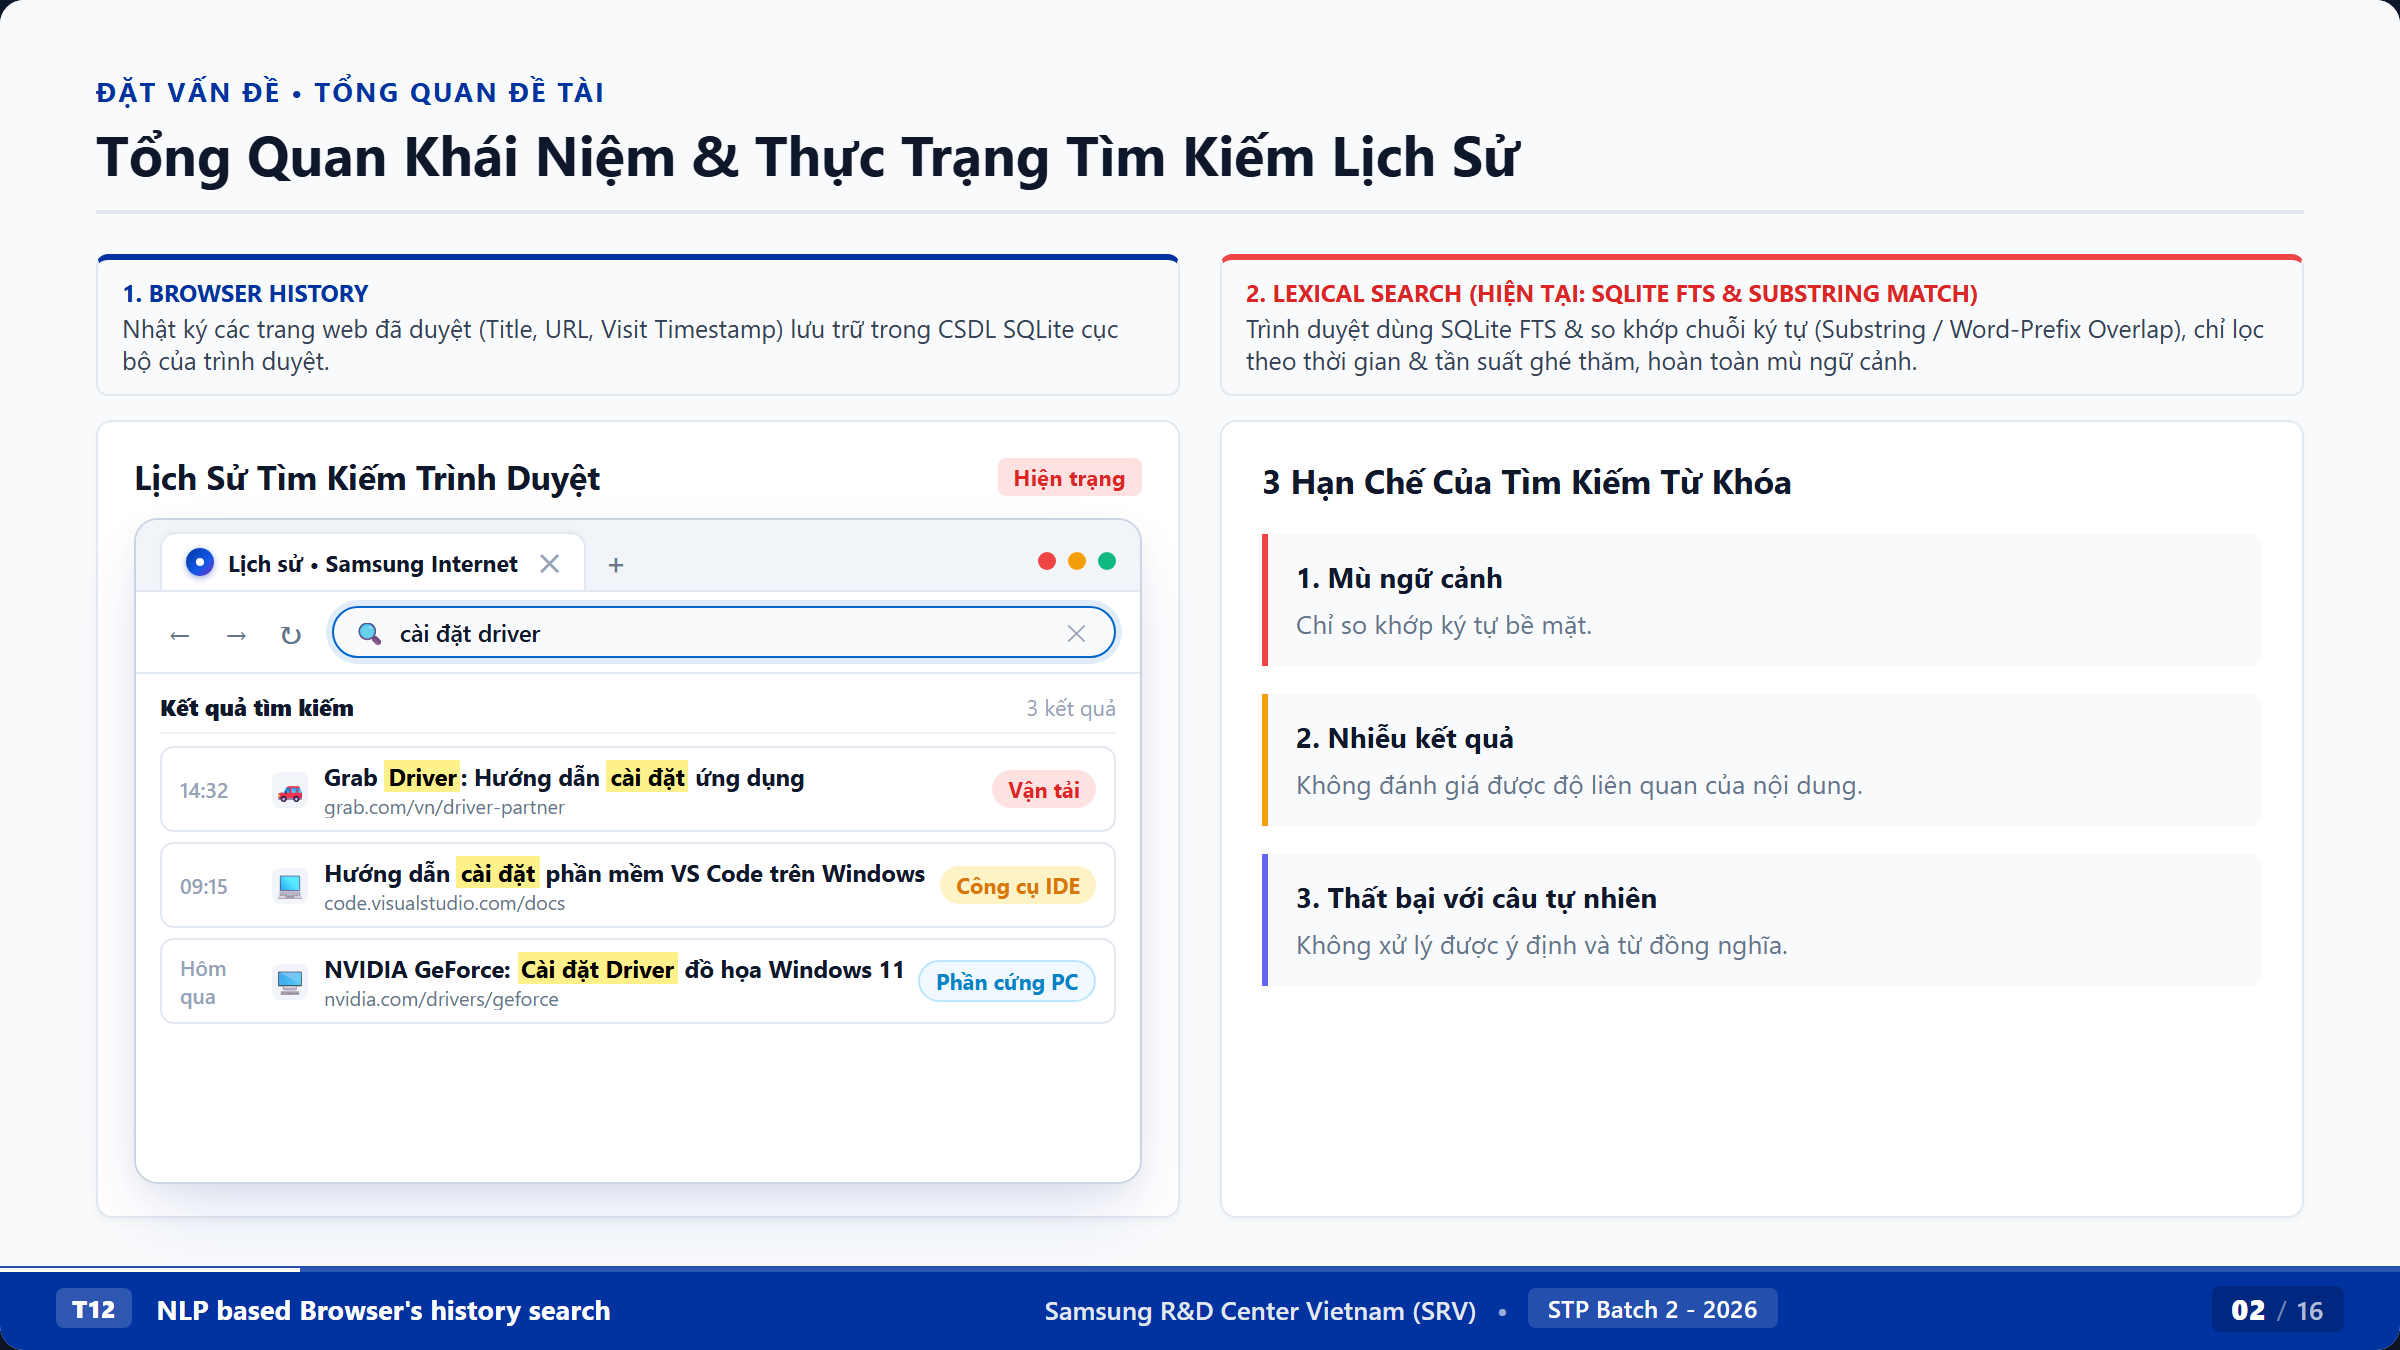 ĐẶT VẤN ĐỀ • TỔNG QUAN ĐỀ TÀI
Tổng Quan Khái Niệm & Thực Trạng Tìm Kiếm Lịch Sử
1. BROWSER HISTORY
Nhật ký các trang web đã duyệt (Title, URL, Visit Timestamp) lưu trữ trong CSDL SQLite cục
bộ của trình duyệt.
2. LEXICAL SEARCH (HIỆN TẠI: SQLITE FTS & SUBSTRING MATCH)
Trình duyệt dùng SQLite FTS & so khớp chuỗi ký tự (Substring / Word-Prefix Overlap), chỉ lọc
theo thời gian & tần suất ghé thăm, hoàn toàn mù ngữ cảnh.
Lịch Sử Tìm Kiếm Trình Duyệt
Hiện trạng
Lịch sử • Samsung Internet
cài đặt driver
Kết quả tìm kiếm
3 kết quả
14:32
Grab Driver: Hướng dẫn cài đặt ứng dụng
grab.com/vn/driver-partner
Vận tải
09:15
Hướng dẫn cài đặt phần mềm VS Code trên Windows
code.visualstudio.com/docs
Công cụ IDE
Hôm
qua
NVIDIA GeForce: Cài đặt Driver đồ họa Windows 11
nvidia.com/drivers/geforce
Phần cứng PC
3 Hạn Chế Của Tìm Kiếm Từ Khóa
1. Mù ngữ cảnh
Chỉ so khớp ký tự bề mặt.
2. Nhiễu kết quả
Không đánh giá được độ liên quan của nội dung.
3. Thất bại với câu tự nhiên
Không xử lý được ý định và từ đồng nghĩa.
T12
NLP based Browser's history search
Samsung R&D Center Vietnam (SRV) • STP Batch 2 - 2026
02 / 16